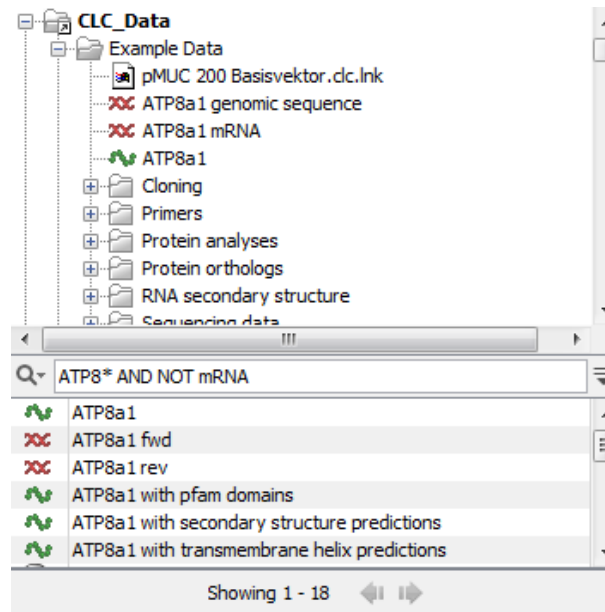 CLC_Data
Example Data
pMUC 200 Basisvektor.clc.lnk
ATP8a1 genomic sequence
ATP8a1 mRNA
ATP8a1
Cloning
Primers
Protein analyses
Protein orthologs
RNA secondary structure
Sequencing data
ATP8* AND NOT mRNA
ATP8a1
ATP8a1 fwd
ATP8a1 rev
ATP8a1 with pfam domains
ATP8a1 with secondary structure predictions
ATP8a1 with transmembrane helix predictions
Showing 1 - 18